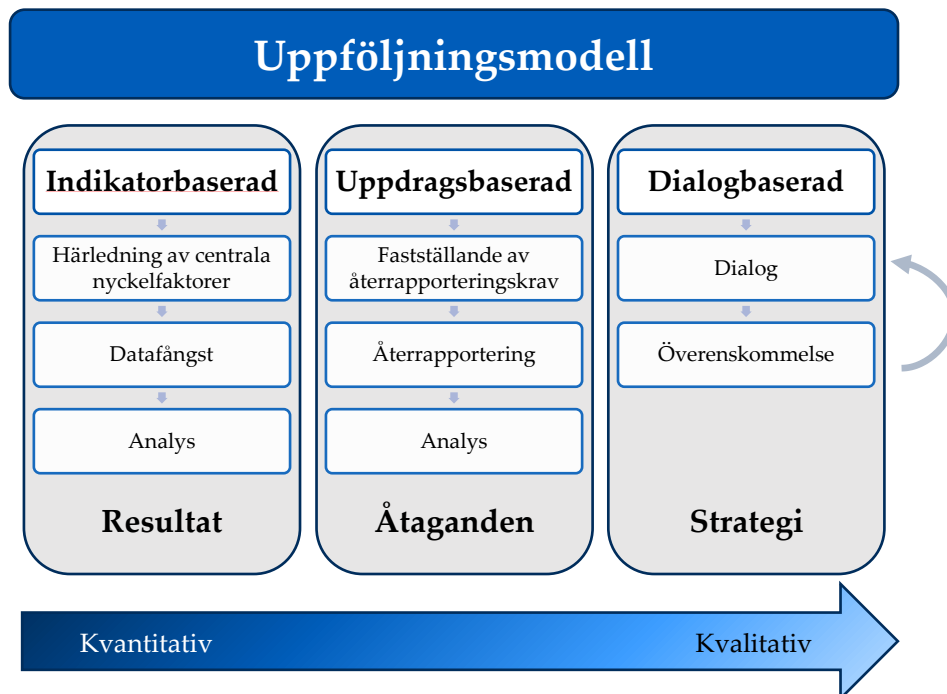 Uppföljningsmodell
Indikatorbaserad
Härledning av centrala
nyckelfaktorer
Datafångst
Analys
Resultat
Uppdragsbaserad
Fastställande av
återrapporteringskrav
Återrapportering
Analys
Åtaganden
Dialogbaserad
Dialog
Överenskommelse
Strategi
Kvantitativ
Kvalitativ